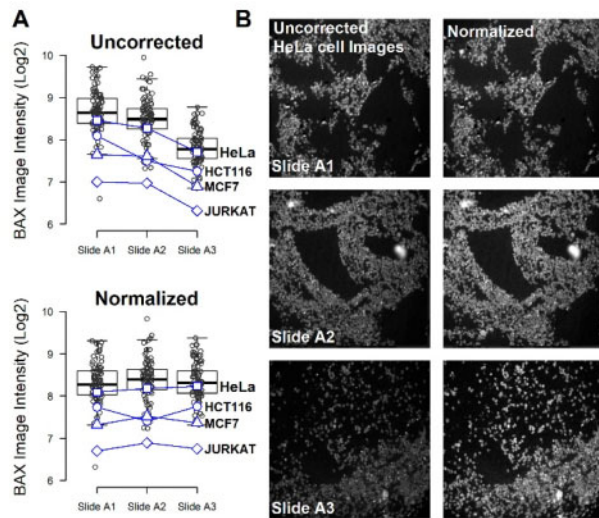 A
Uncorrected
BAX Image Intensity (Log2)
10
9
8
7
6
HeLa
HCT116
MCF7
JURKAT
Slide A1
Slide A2
Slide A3
Normalized
BAX Image Intensity (Log2)
10
9
8
7
6
HeLa
HCT116
MCF7
JURKAT
Slide A1
Slide A2
Slide A3
B
Uncorrected
HeLa cell Images
Normalized
Slide A1
Slide A2
Slide A3